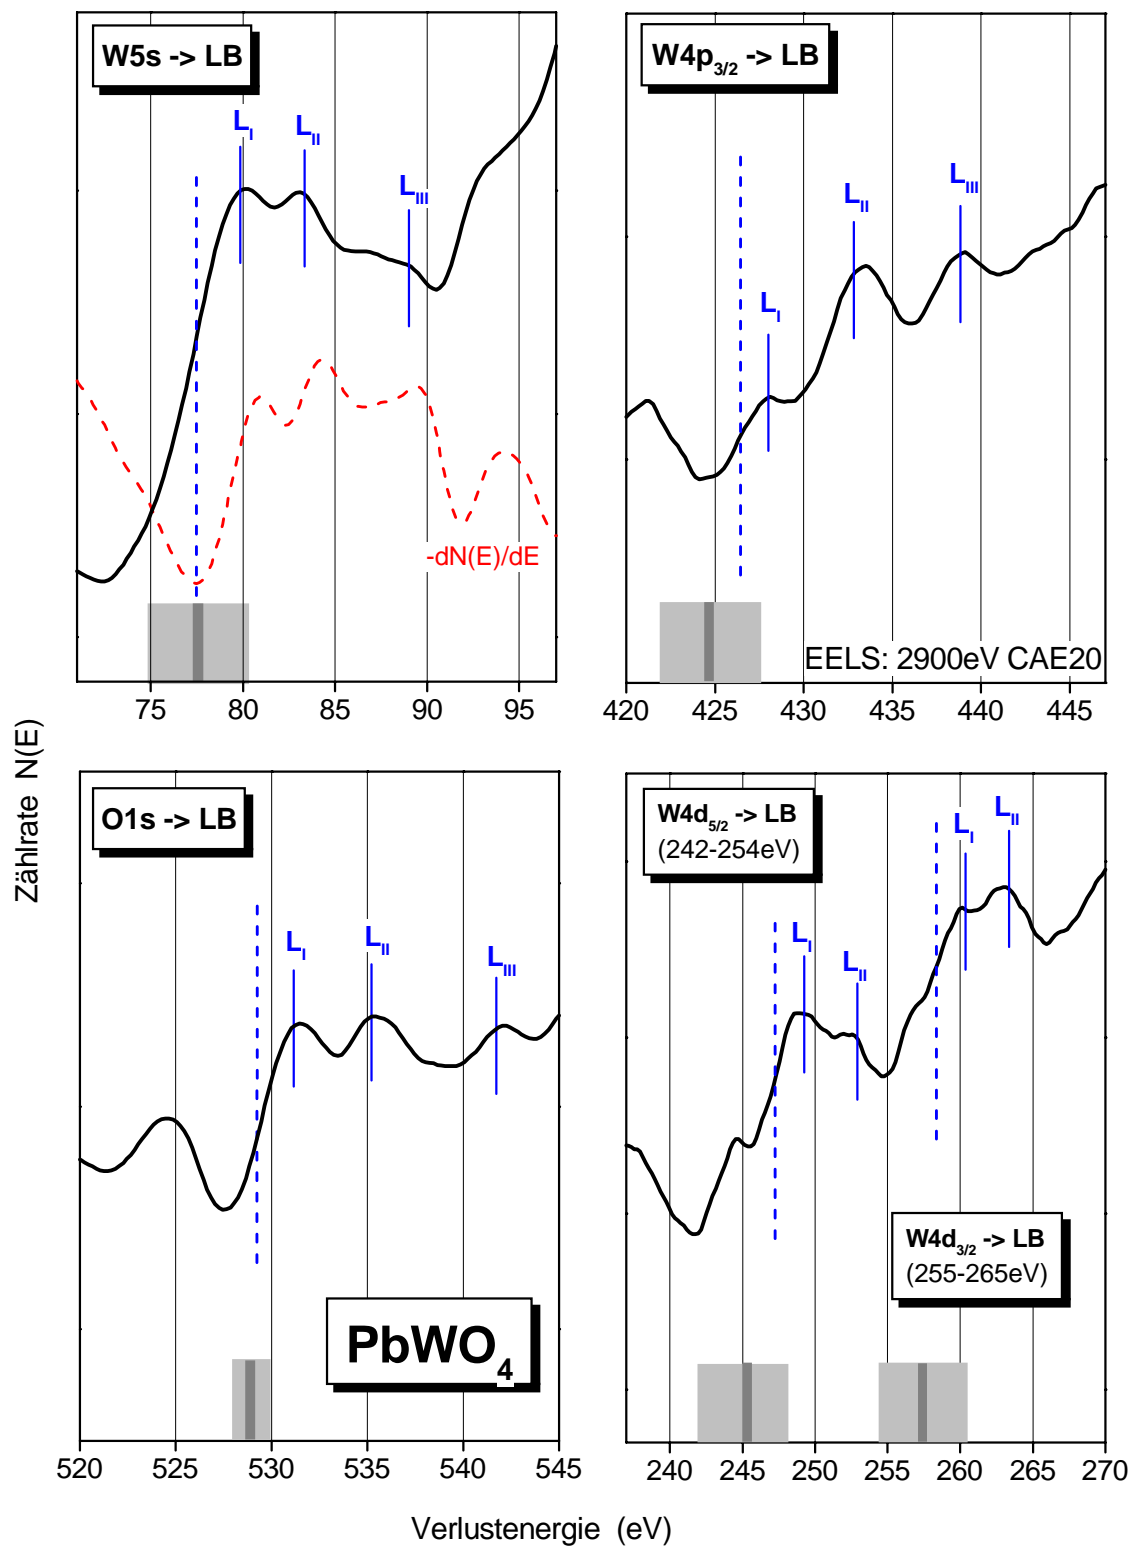 W5s -> LB
L_I
L_II
L_III
-dN(E)/dE
75 80 85 90 95
W4p_3/2 -> LB
L_I
L_II
L_III
EELS: 2900eV CAE20
420 425 430 435 440 445
Zählrate N(E)
O1s -> LB
L_I
L_II
L_III
PbWO_4
520 525 530 535 540 545
W4d_5/2 -> LB
(242-254eV)
L_I
L_II
L_I
L_II
W4d_3/2 -> LB
(255-265eV)
240 245 250 255 260 265 270
Verlustenergie (eV)